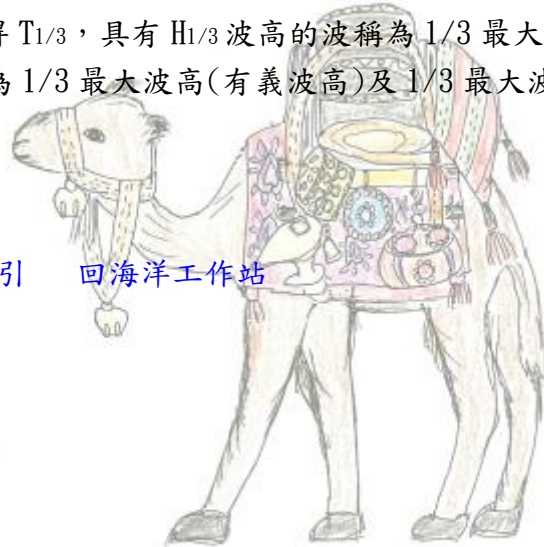 得 T1/3，具有 H1/3 波高的波稱為 1/3 最大
為 1/3 最大波高(有義波高)及 1/3 最大波
引 回海洋工作站